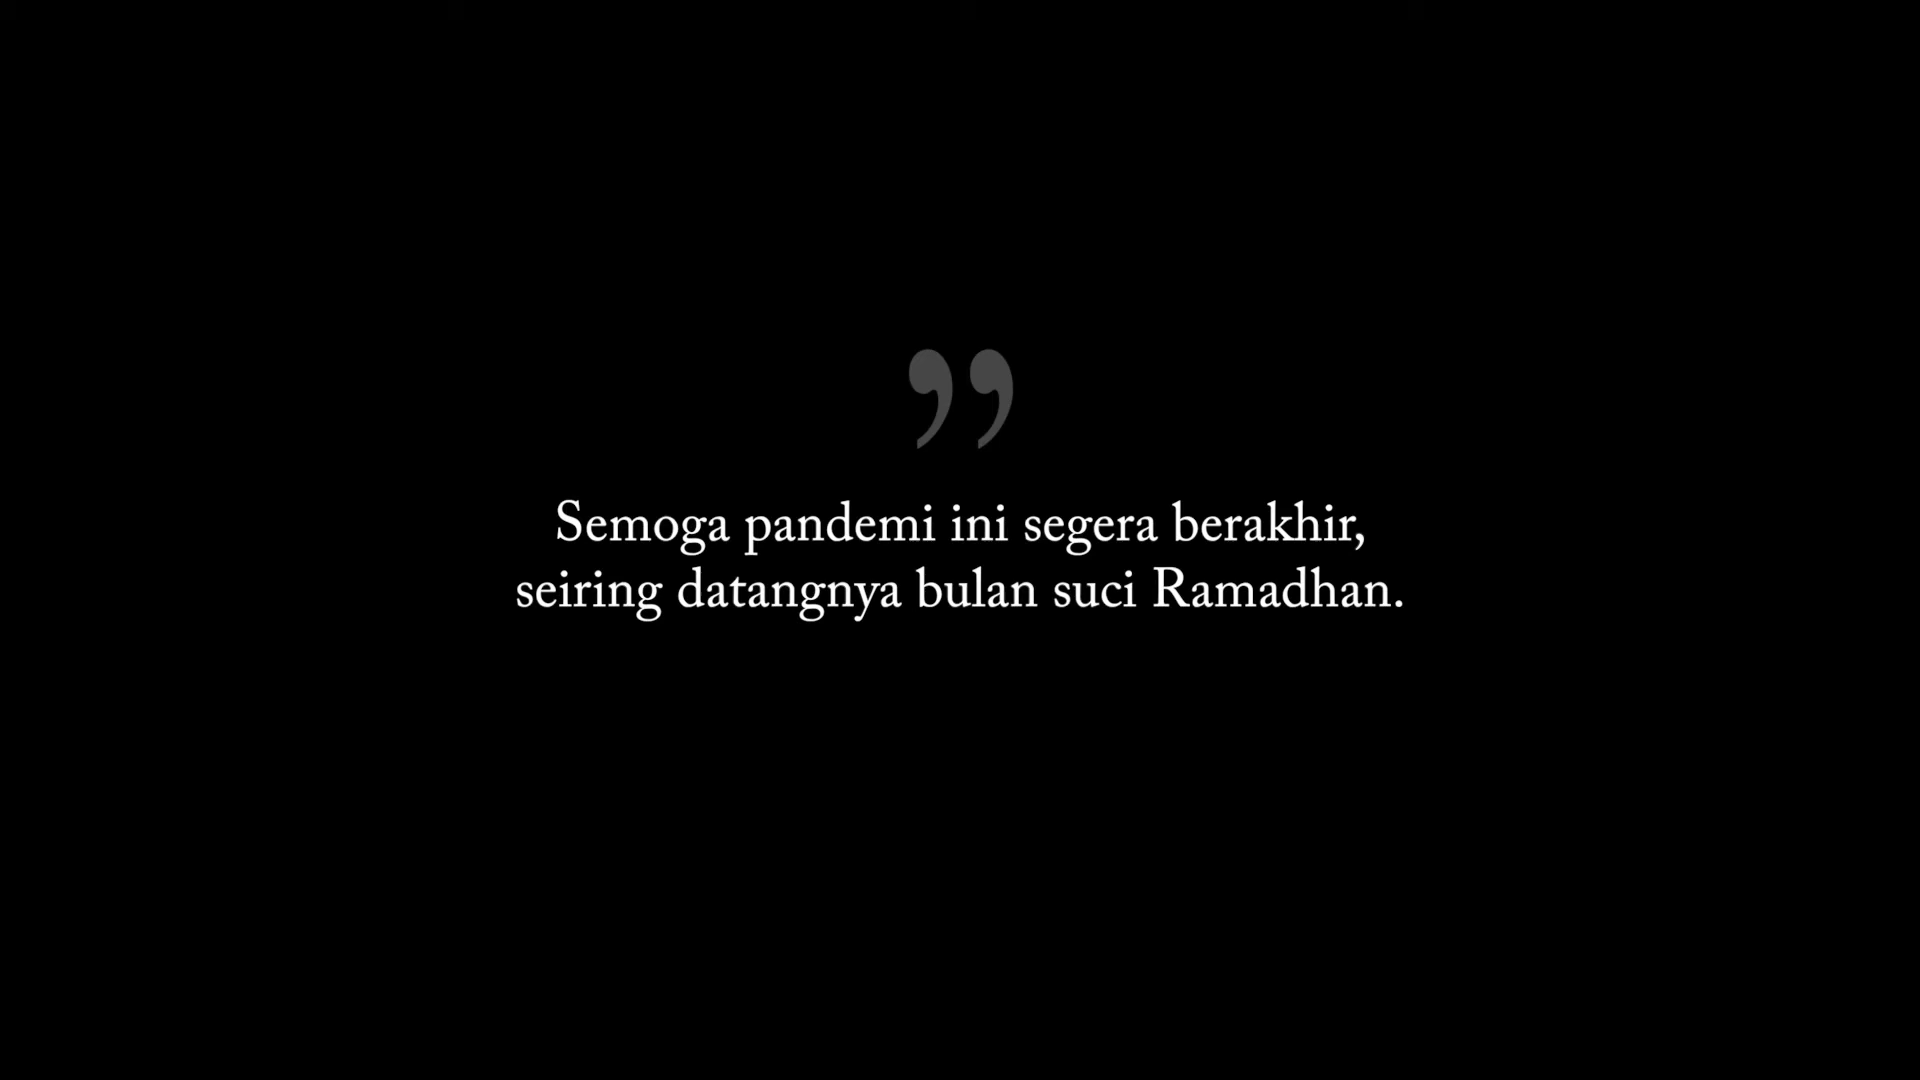 ”
Semoga pandemi ini segera berakhir,
seiring datangnya bulan suci Ramadhan.